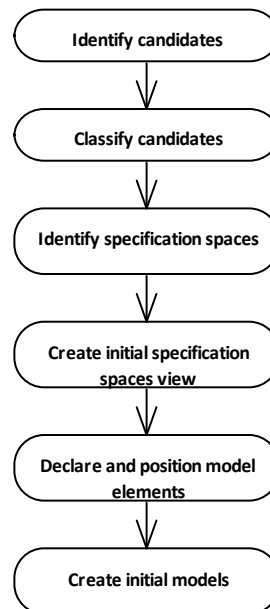 Identify candidates
Classify candidates
Identify specification spaces
Create initial specification
spaces view
Declare and position model
elements
Create initial models